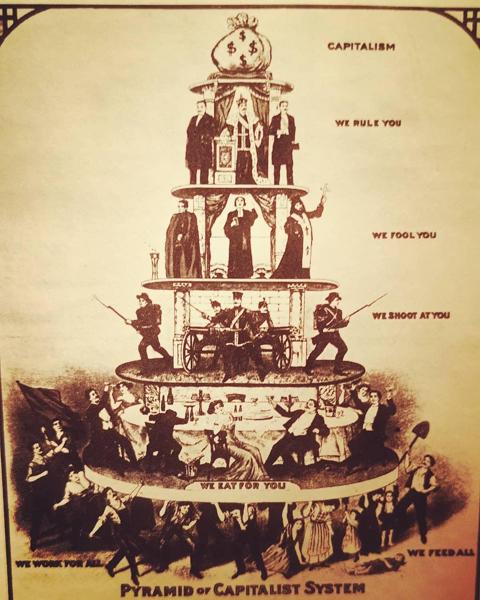 $ $ $ $
CAPITALISM
WE RULE YOU
WE FOOL YOU
WE SHOOT AT YOU
WE EAT FOR YOU
WE WORK FOR ALL
WE FEED ALL
PYRAMID OF CAPITALIST SYSTEM